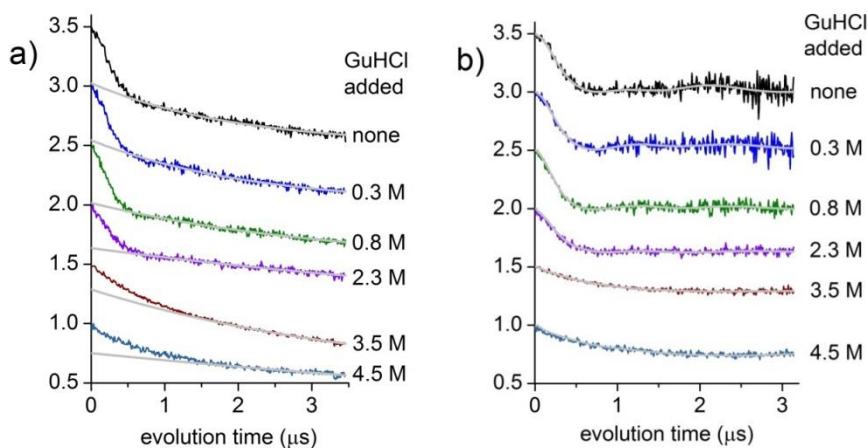 a)
GuHCl
added
3.5
3.0
2.5
2.0
1.5
1.0
0.5
none
0.3 M
0.8 M
2.3 M
3.5 M
4.5 M
0
1
2
3
evolution time (μs)
b)
GuHCl
added
3.5
3.0
2.5
2.0
1.5
1.0
0.5
none
0.3 M
0.8 M
2.3 M
3.5 M
4.5 M
0
1
2
3
evolution time (μs)